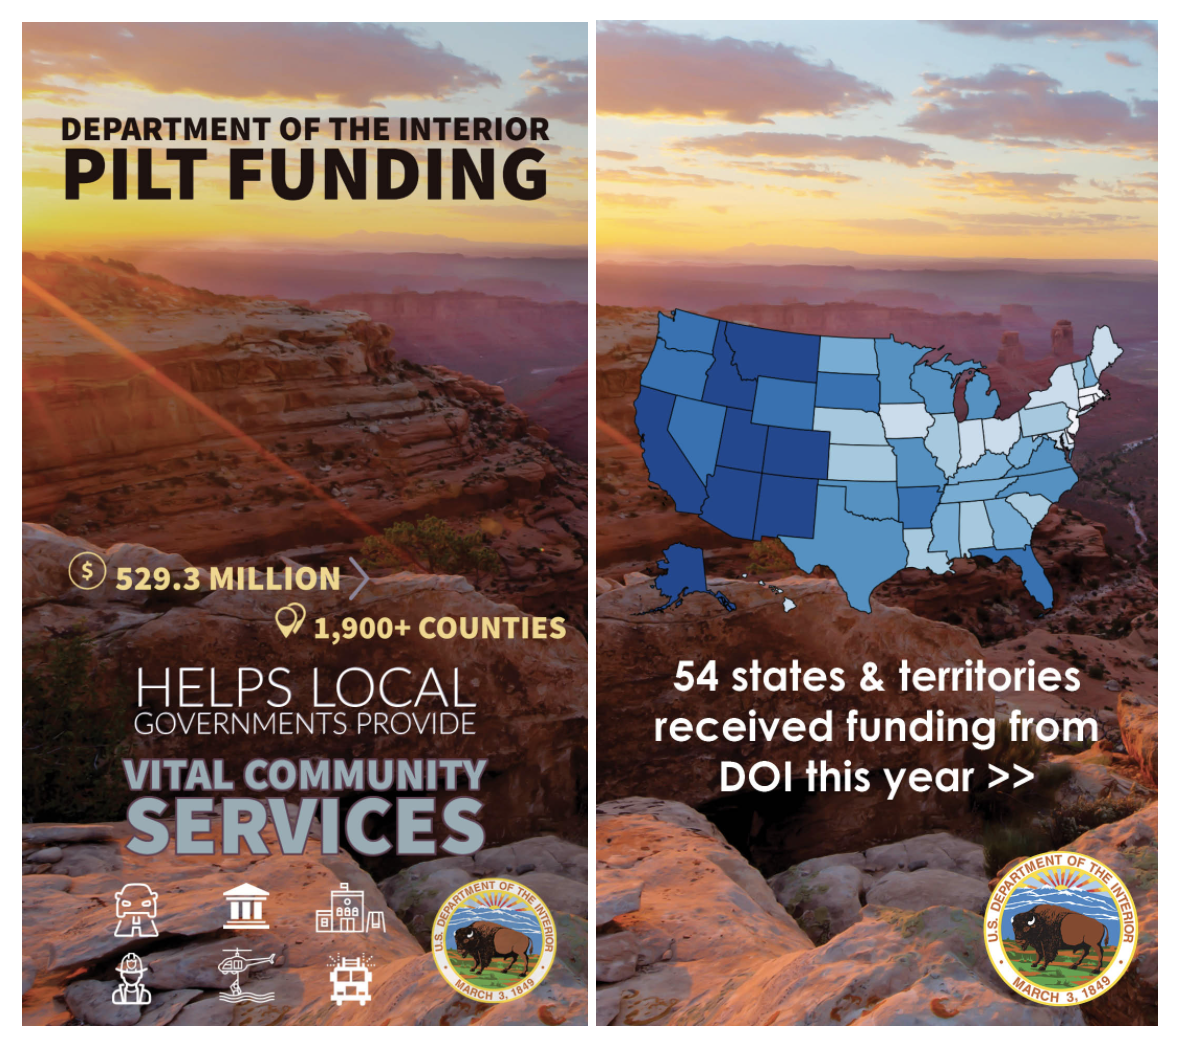 DEPARTMENT OF THE INTERIOR
PILT FUNDING
$ 529.3 MILLION
1,900+ COUNTIES
HELPS LOCAL
GOVERNMENTS PROVIDE
VITAL COMMUNITY
SERVICES
U.S. DEPARTMENT OF THE INTERIOR
MARCH 3, 1849
54 states & territories
received funding from
DOI this year >>
U.S. DEPARTMENT OF THE INTERIOR
MARCH 3, 1849